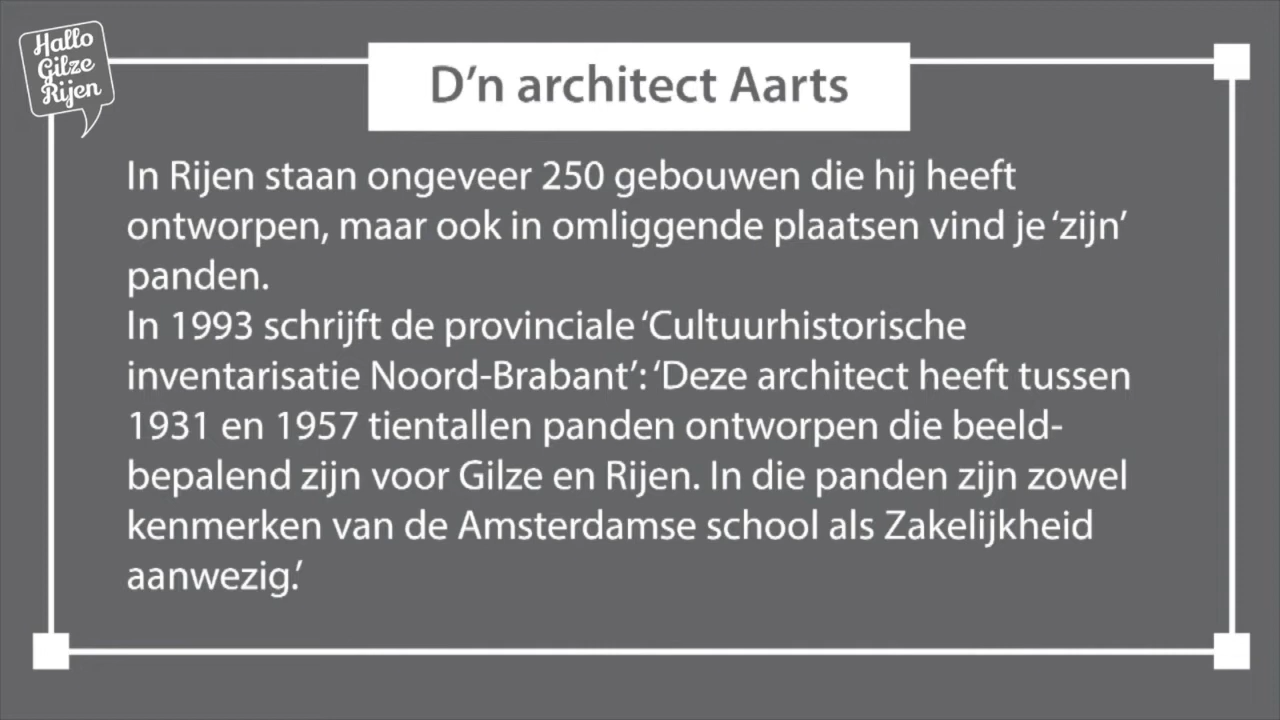 Hallo
Gilze
Rijen
D’n architect Aarts
In Rijen staan ongeveer 250 gebouwen die hij heeft
ontworpen, maar ook in omliggende plaatsen vind je ‘zijn’
panden.
In 1993 schrijft de provinciale ‘Cultuurhistorische
inventarisatie Noord-Brabant’: ‘Deze architect heeft tussen
1931 en 1957 tientallen panden ontworpen die beeld-
bepalend zijn voor Gilze en Rijen. In die panden zijn zowel
kenmerken van de Amsterdamse school als Zakelijkheid
aanwezig.’